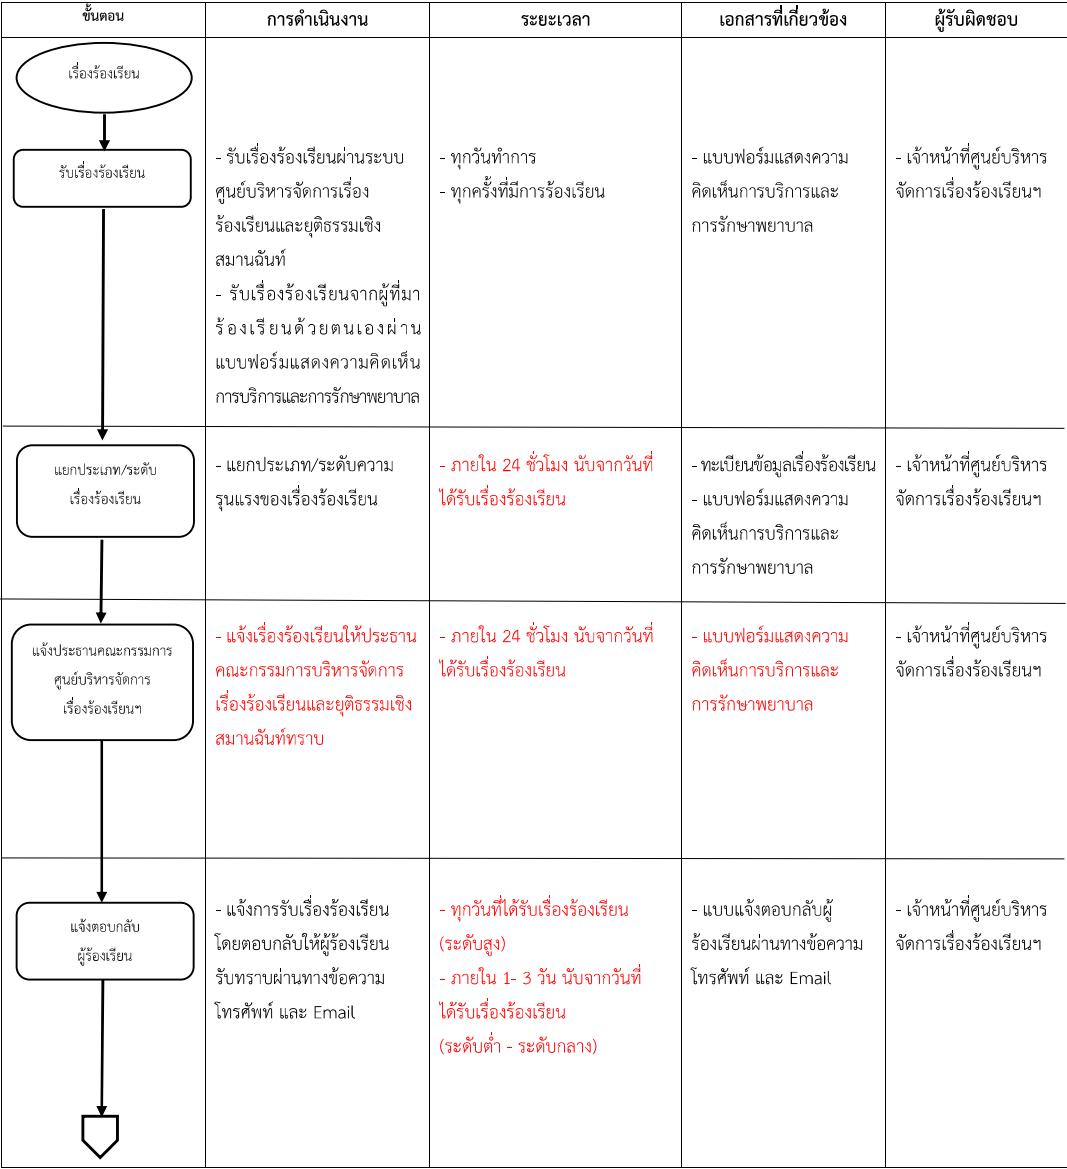 ขั้นตอน
การดำเนินงาน
ระยะเวลา
เอกสารที่เกี่ยวข้อง
ผู้รับผิดชอบ
เรื่องร้องเรียน
รับเรื่องร้องเรียน
- รับเรื่องร้องเรียนผ่านระบบ
ศูนย์บริหารจัดการเรื่อง
ร้องเรียนและยุติธรรมเชิง
สมานฉันท์
- รับเรื่องร้องเรียนจากผู้ที่มา
ร้องเรียนด้วยตนเองผ่าน
แบบฟอร์มแสดงความคิดเห็น
การบริการและการรักษาพยาบาล
- ทุกวันทำการ
- ทุกครั้งที่มีการร้องเรียน
- แบบฟอร์มแสดงความ
คิดเห็นการบริการและ
การรักษาพยาบาล
- เจ้าหน้าที่ศูนย์บริหาร
จัดการเรื่องร้องเรียนฯ
แยกประเภท/ระดับ
เรื่องร้องเรียน
- แยกประเภท/ระดับความ
รุนแรงของเรื่องร้องเรียน
- ภายใน 24 ชั่วโมง นับจากวันที่
ได้รับเรื่องร้องเรียน
- ทะเบียนข้อมูลเรื่องร้องเรียน
- แบบฟอร์มแสดงความ
คิดเห็นการบริการและ
การรักษาพยาบาล
- เจ้าหน้าที่ศูนย์บริหาร
จัดการเรื่องร้องเรียนฯ
แจ้งประธานคณะกรรมการ
ศูนย์บริหารจัดการ
เรื่องร้องเรียนฯ
- แจ้งเรื่องร้องเรียนให้ประธาน
คณะกรรมการบริหารจัดการ
เรื่องร้องเรียนและยุติธรรมเชิง
สมานฉันท์ทราบ
- ภายใน 24 ชั่วโมง นับจากวันที่
ได้รับเรื่องร้องเรียน
- แบบฟอร์มแสดงความ
คิดเห็นการบริการและ
การรักษาพยาบาล
- เจ้าหน้าที่ศูนย์บริหาร
จัดการเรื่องร้องเรียนฯ
แจ้งตอบกลับ
ผู้ร้องเรียน
- แจ้งการรับเรื่องร้องเรียน
โดยตอบกลับให้ผู้ร้องเรียน
รับทราบผ่านทางข้อความ
โทรศัพท์ และ Email
- ทุกวันที่ได้รับเรื่องร้องเรียน
(ระดับสูง)
- ภายใน 1- 3 วัน นับจากวันที่
ได้รับเรื่องร้องเรียน
(ระดับต่ำ - ระดับกลาง)
- แบบแจ้งตอบกลับผู้
ร้องเรียนผ่านทางข้อความ
โทรศัพท์ และ Email
- เจ้าหน้าที่ศูนย์บริหาร
จัดการเรื่องร้องเรียนฯ